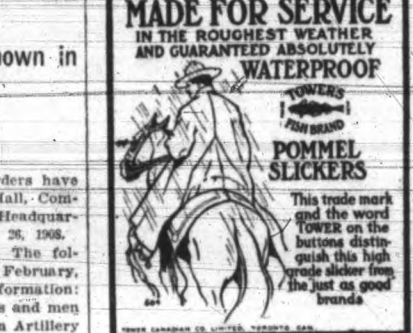 own in
ders have
Hall, Com-
Headquar-
26, 1908.
The fol-
February,
formation:
s and men
n Artillery
MADE FOR SERVICE
IN THE ROUGHEST WEATHER
AND GUARANTEED ABSOLUTELY
WATERPROOF
TOWER'S
FISH BRAND
POMMEL
SLICKERS
This trade mark
and the word
TOWER on the
buttons distin-
guish this high
grade slicker from
the just as good
brands
TOWER CANADIAN CO. LIMITED, TORONTO CAN.